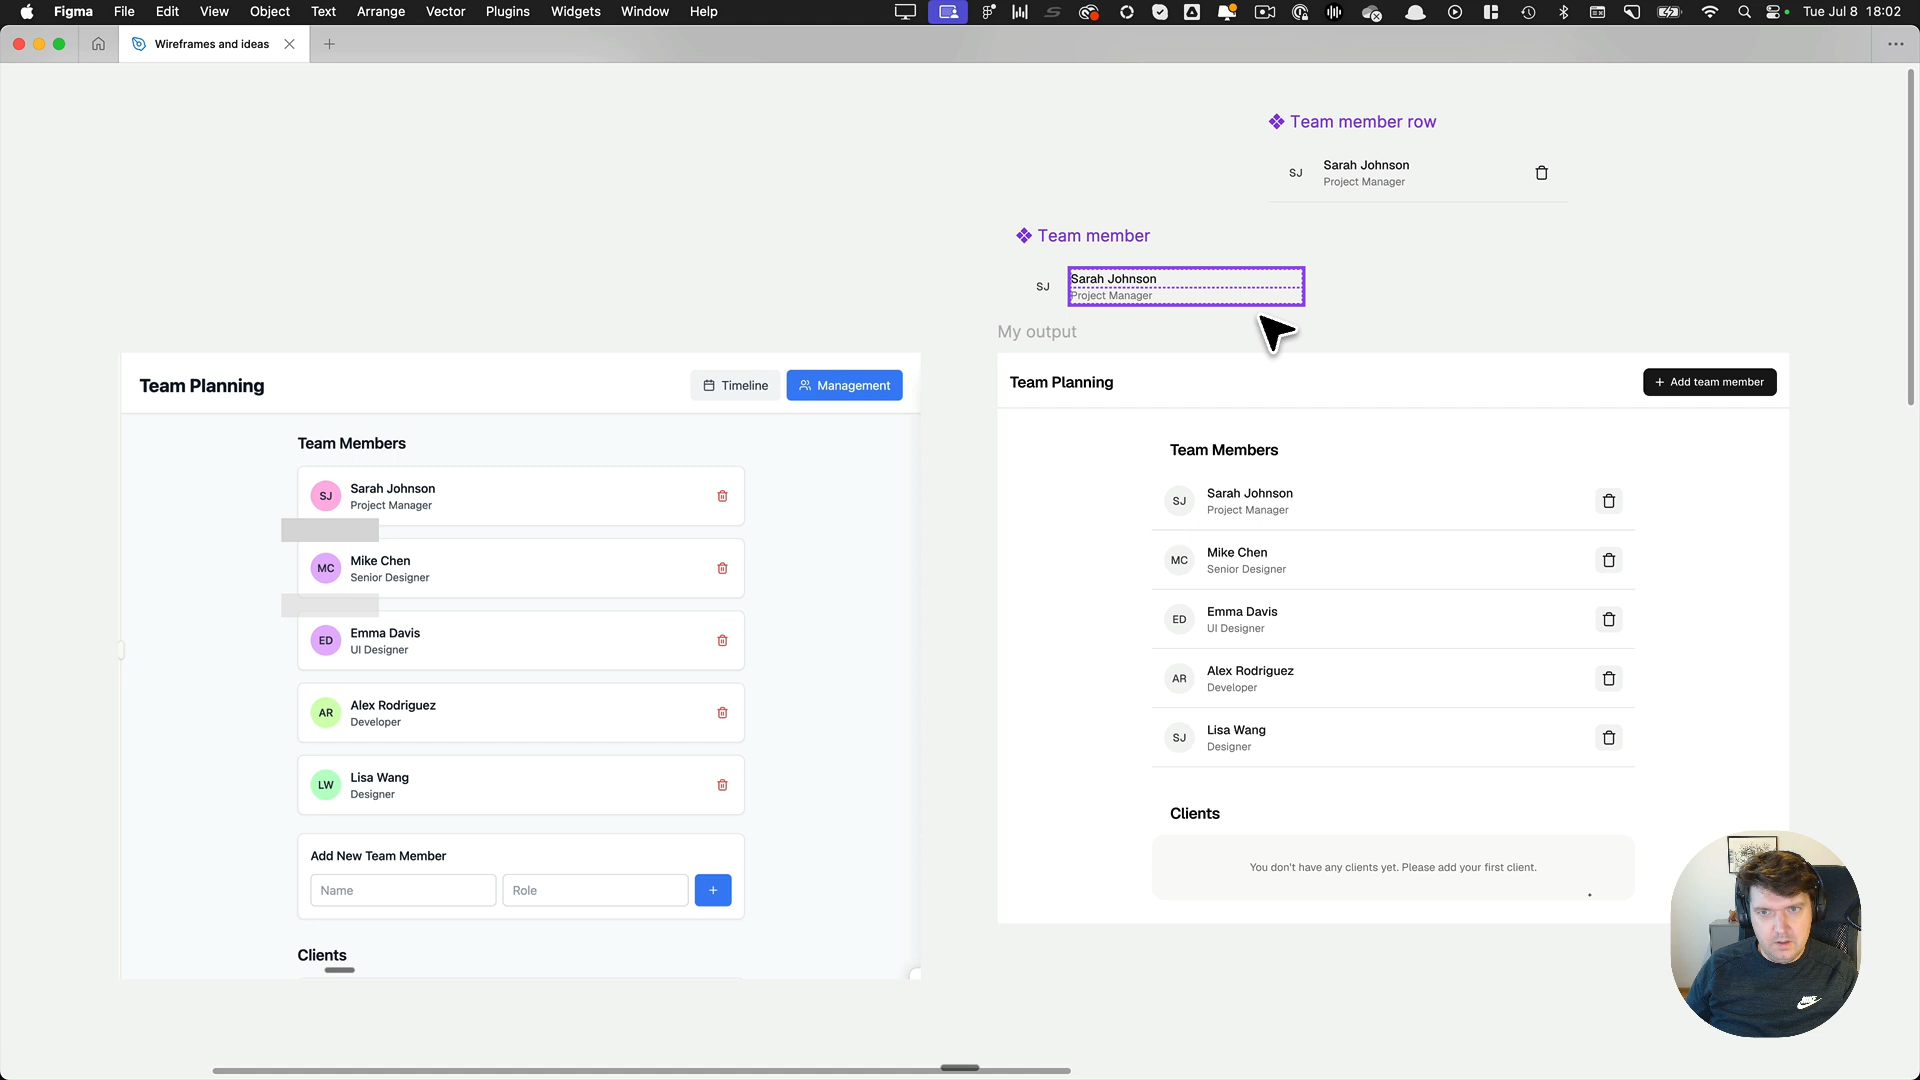 Figma File Edit View Object Text Arrange Vector Plugins Widgets Window Help
Tue Jul 8 18:02
Wireframes and ideas
Team member row
SJ
Sarah Johnson
Project Manager
Team member
SJ
Sarah Johnson
Project Manager
My output
Team Planning
Timeline
Management
Team Members
SJ
Sarah Johnson
Project Manager
MC
Mike Chen
Senior Designer
ED
Emma Davis
UI Designer
AR
Alex Rodriguez
Developer
LW
Lisa Wang
Designer
Add New Team Member
Name
Role
+
Clients
Team Planning
+ Add team member
Team Members
SJ
Sarah Johnson
Project Manager
MC
Mike Chen
Senior Designer
ED
Emma Davis
UI Designer
AR
Alex Rodriguez
Developer
SJ
Lisa Wang
Designer
Clients
You don't have any clients yet. Please add your first client.